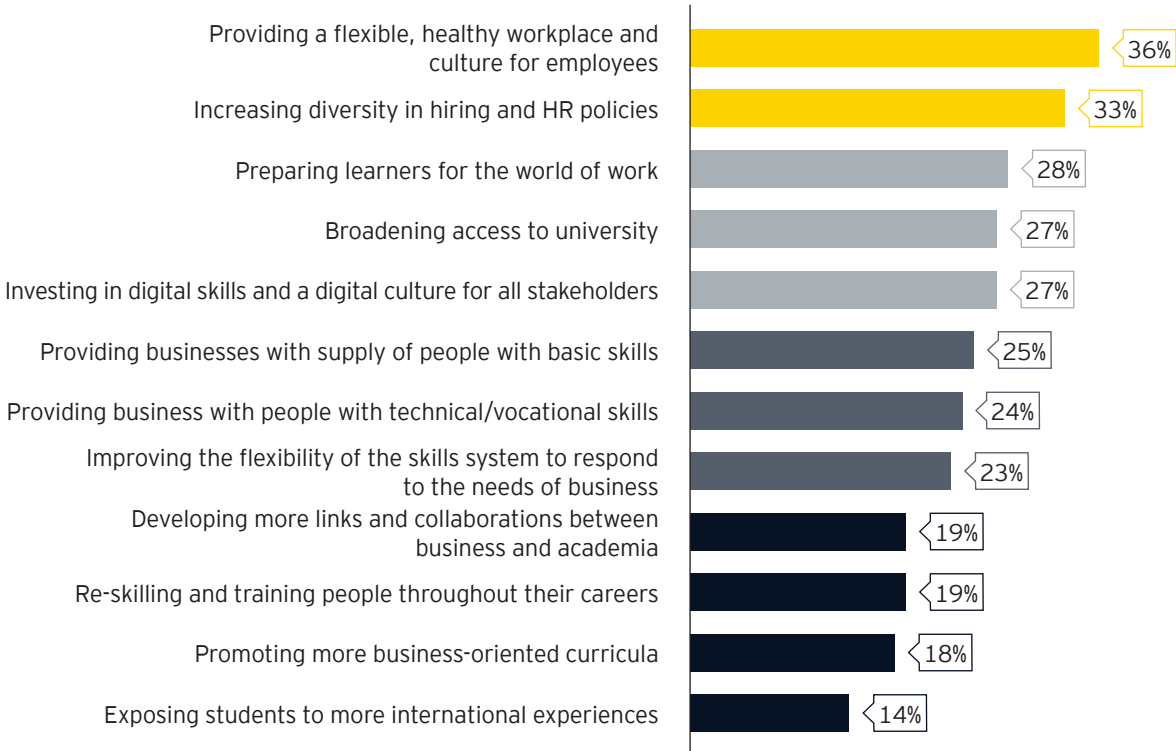 Providing a flexible, healthy workplace and
culture for employees
36%
Increasing diversity in hiring and HR policies
33%
Preparing learners for the world of work
28%
Broadening access to university
27%
Investing in digital skills and a digital culture for all stakeholders
27%
Providing businesses with supply of people with basic skills
25%
Providing business with people with technical/vocational skills
24%
Improving the flexibility of the skills system to respond
to the needs of business
23%
Developing more links and collaborations between
business and academia
19%
Re-skilling and training people throughout their careers
19%
Promoting more business-oriented curricula
18%
Exposing students to more international experiences
14%